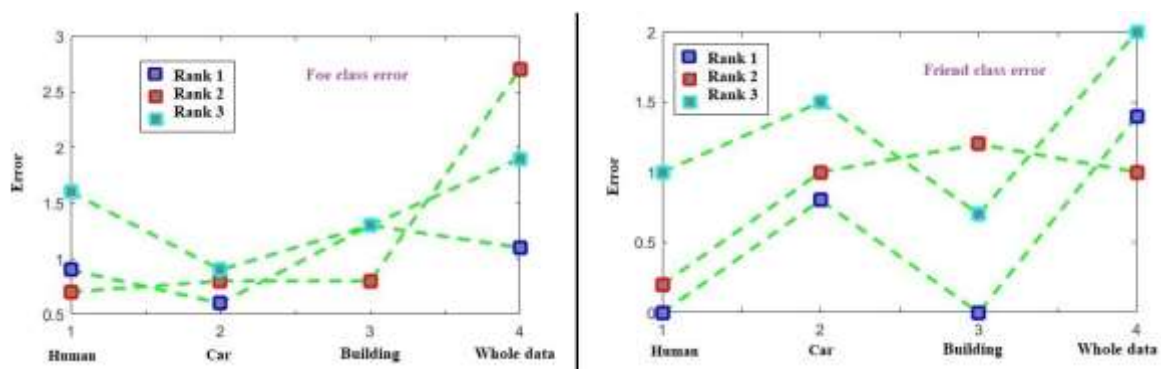 3
2.5
2
1.5
1
0.5
Error
Foe class error
Rank 1
Rank 2
Rank 3
1
2
3
4
Human
Car
Building
Whole data
2
1.5
1
0.5
0
Error
Friend class error
Rank 1
Rank 2
Rank 3
1
2
3
4
Human
Car
Building
Whole data